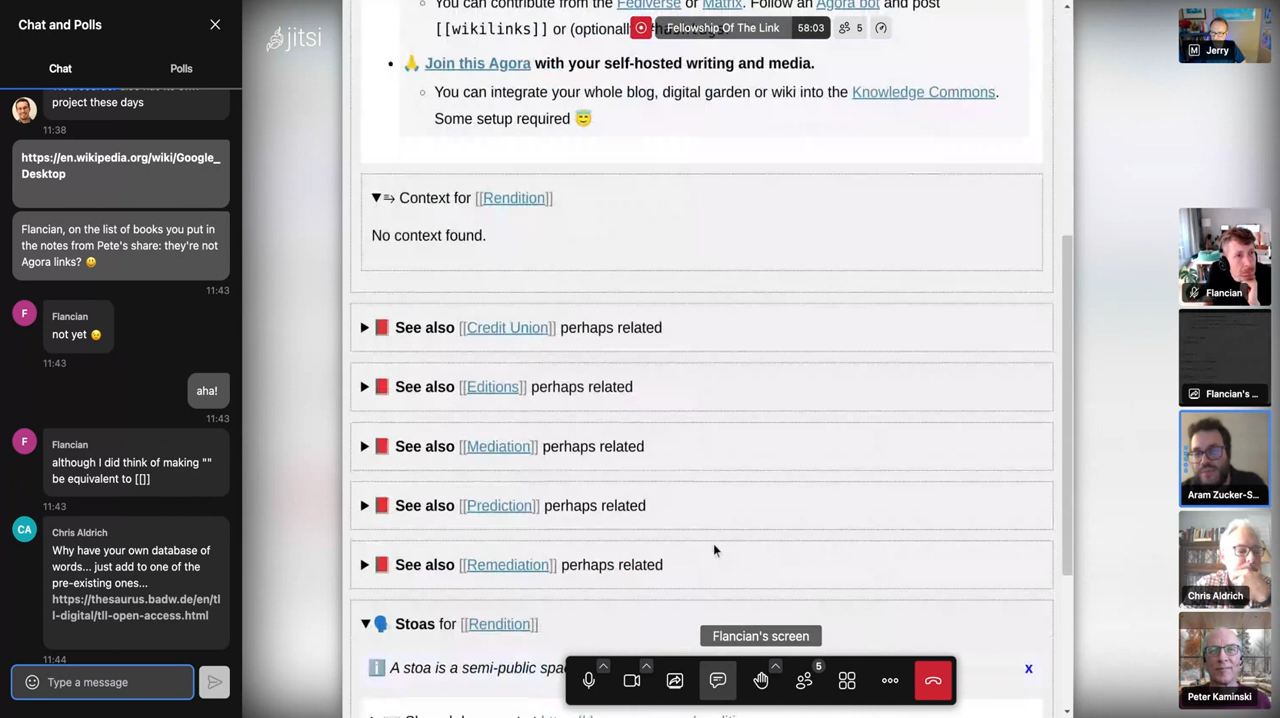 Chat and Polls
Chat
Polls
project these days
11:38
https://en.wikipedia.org/wiki/Google_
Desktop
Flancian, on the list of books you put in
the notes from Pete's share: they're not
Agora links? 😃
11:43
F
Flancian
not yet 😉
11:43
aha!
11:43
F
Flancian
although I did think of making ""
be equivalent to [[]]
11:43
CA
Chris Aldrich
Why have your own database of
words... just add to one of the
pre-existing ones...
https://thesaurus.badw.de/en/tl
l-digital/tll-open-access.html
11:44
Type a message
jitsi
You can contribute from the Fediverse or Matrix. Follow an Agora bot and post
[[wikilinks]] or (optionall
Fellowship Of The Link
58:03
5
🙏 Join this Agora with your self-hosted writing and media.
You can integrate your whole blog, digital garden or wiki into the Knowledge Commons.
Some setup required 😇
▼⥤ Context for [[Rendition]]
No context found.
▶ 📕 See also [[Credit Union]] perhaps related
▶ 📕 See also [[Editions]] perhaps related
▶ 📕 See also [[Mediation]] perhaps related
▶ 📕 See also [[Prediction]] perhaps related
▶ 📕 See also [[Remediation]] perhaps related
▼ 🗣 Stoas for [[Rendition]]
Flancian's screen
ℹ A stoa is a semi-public spa
x
5
M
Jerry
Flancian
Flancian's ...
Aram Zucker-S...
Chris Aldrich
Peter Kaminski